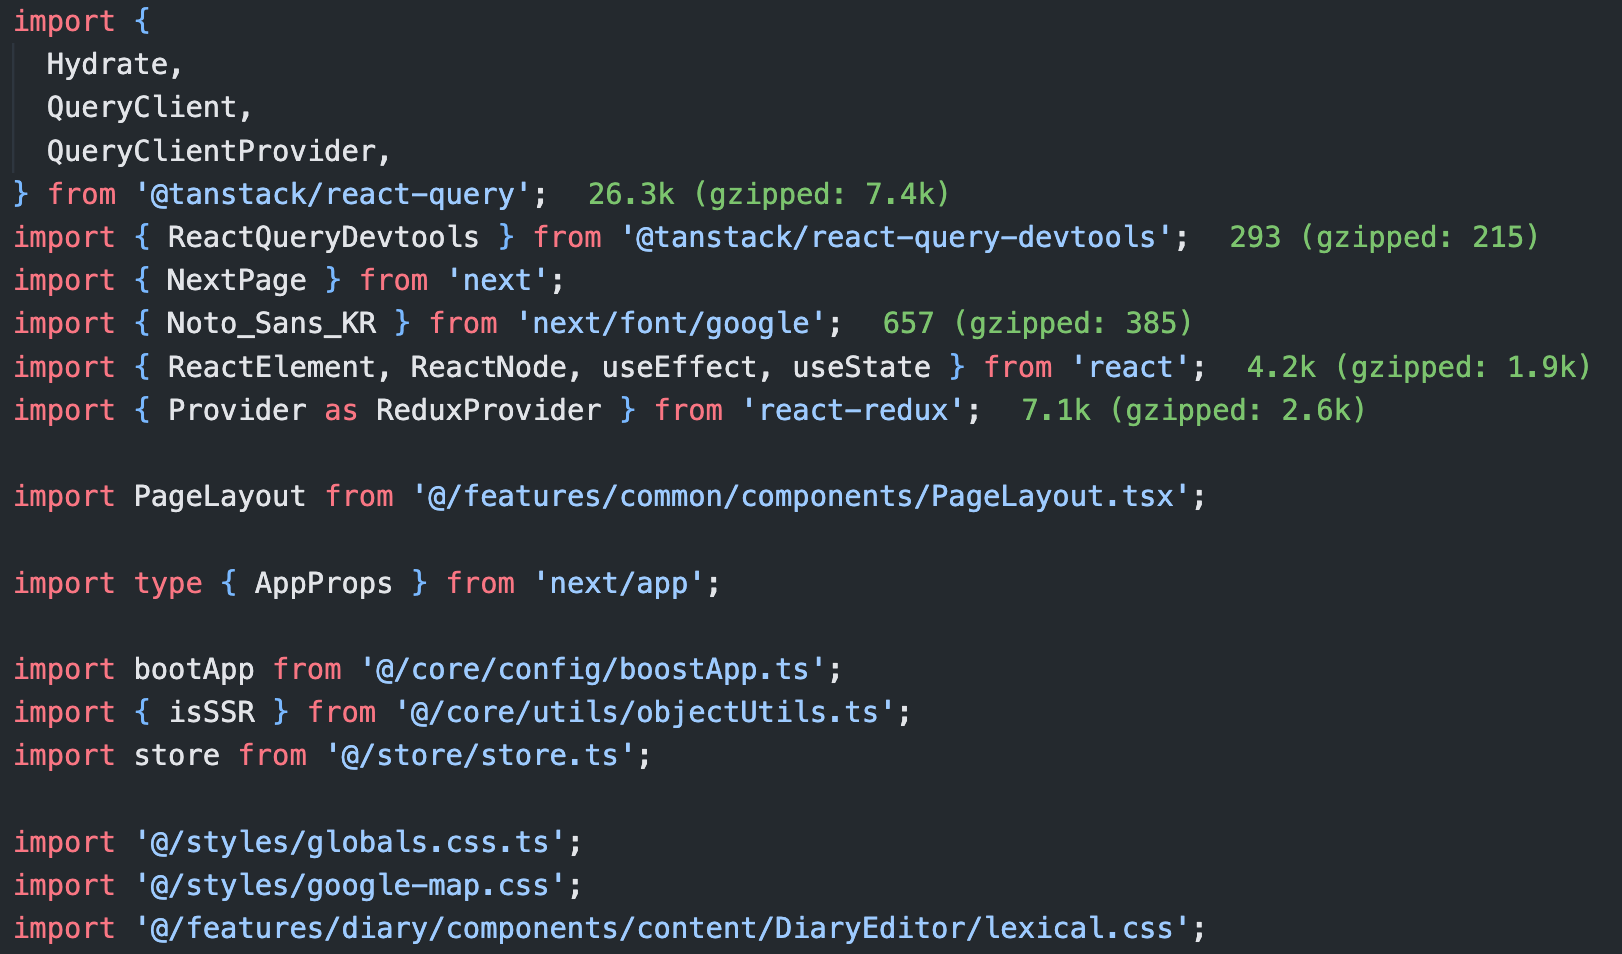 import {
  Hydrate,
  QueryClient,
  QueryClientProvider,
} from '@tanstack/react-query';  26.3k (gzipped: 7.4k)
import { ReactQueryDevtools } from '@tanstack/react-query-devtools';  293 (gzipped: 215)
import { NextPage } from 'next';
import { Noto_Sans_KR } from 'next/font/google';  657 (gzipped: 385)
import { ReactElement, ReactNode, useEffect, useState } from 'react';  4.2k (gzipped: 1.9k)
import { Provider as ReduxProvider } from 'react-redux';  7.1k (gzipped: 2.6k)

import PageLayout from '@/features/common/components/PageLayout.tsx';

import type { AppProps } from 'next/app';

import bootApp from '@/core/config/boostApp.ts';
import { isSSR } from '@/core/utils/objectUtils.ts';
import store from '@/store/store.ts';

import '@/styles/globals.css.ts';
import '@/styles/google-map.css';
import '@/features/diary/components/content/DiaryEditor/lexical.css';